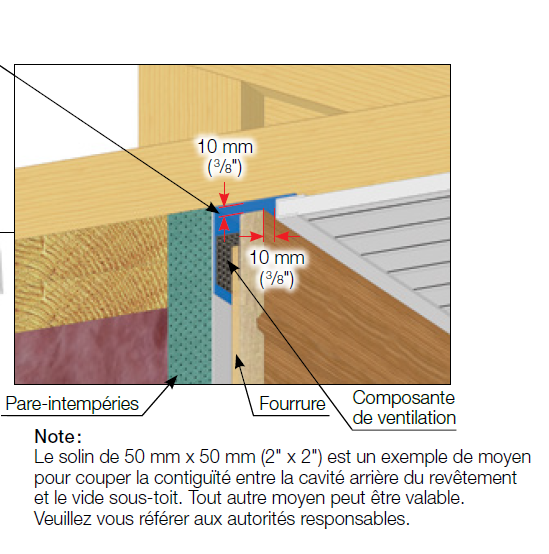 10 mm
(3/8")
10 mm
(3/8")
Pare-intempéries
Fourrure
Composante
de ventilation
Note :
Le solin de 50 mm x 50 mm (2" x 2") est un exemple de moyen
pour couper la contiguïté entre la cavité arrière du revêtement
et le vide sous-toit. Tout autre moyen peut être valable.
Veuillez vous référer aux autorités responsables.